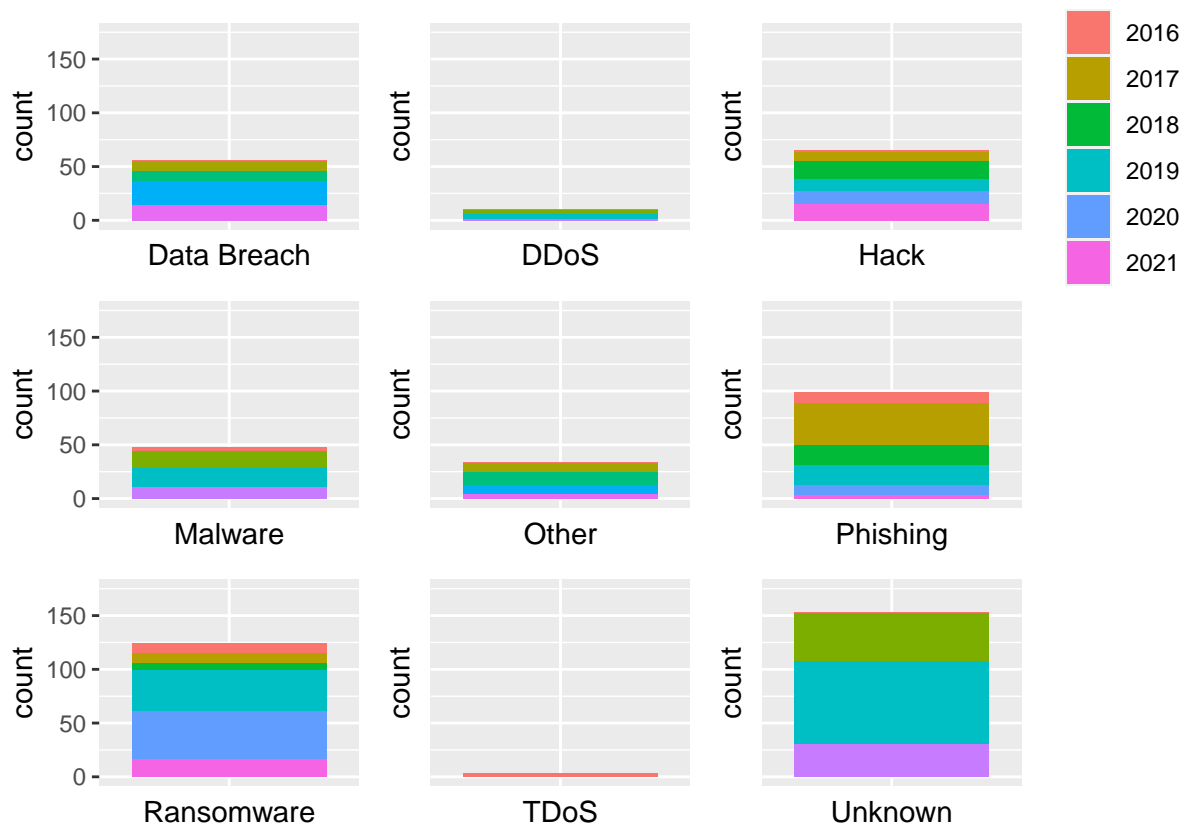 150
100
50
0
count
Data Breach
count
DDoS
count
Hack
2016
2017
2018
2019
2020
2021
150
100
50
0
count
Malware
count
Other
count
Phishing
150
100
50
0
count
Ransomware
count
TDoS
count
Unknown